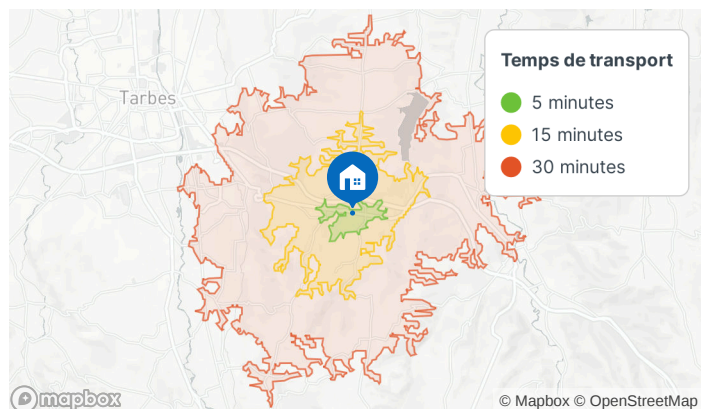 Tarbes
Temps de transport
5 minutes
15 minutes
30 minutes
mapbox
© Mapbox © OpenStreetMap